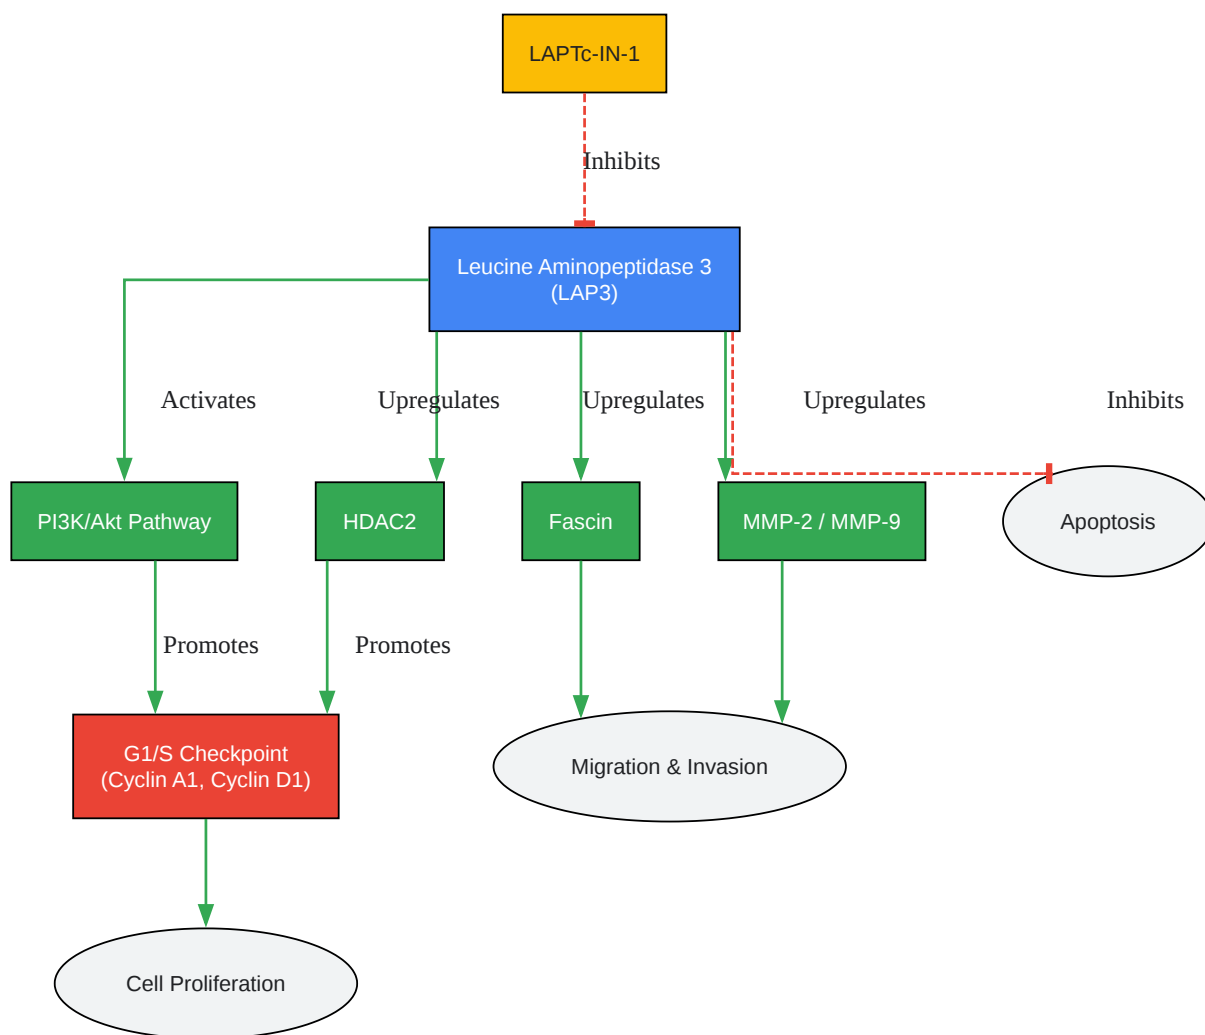 LAPTc-IN-1
Inhibits
Leucine Aminopeptidase 3
(LAP3)
Activates
Upregulates
Upregulates
Upregulates
Inhibits
PI3K/Akt Pathway
HDAC2
Fascin
MMP-2 / MMP-9
Apoptosis
Promotes
Promotes
G1/S Checkpoint
(Cyclin A1, Cyclin D1)
Migration & Invasion
Cell Proliferation